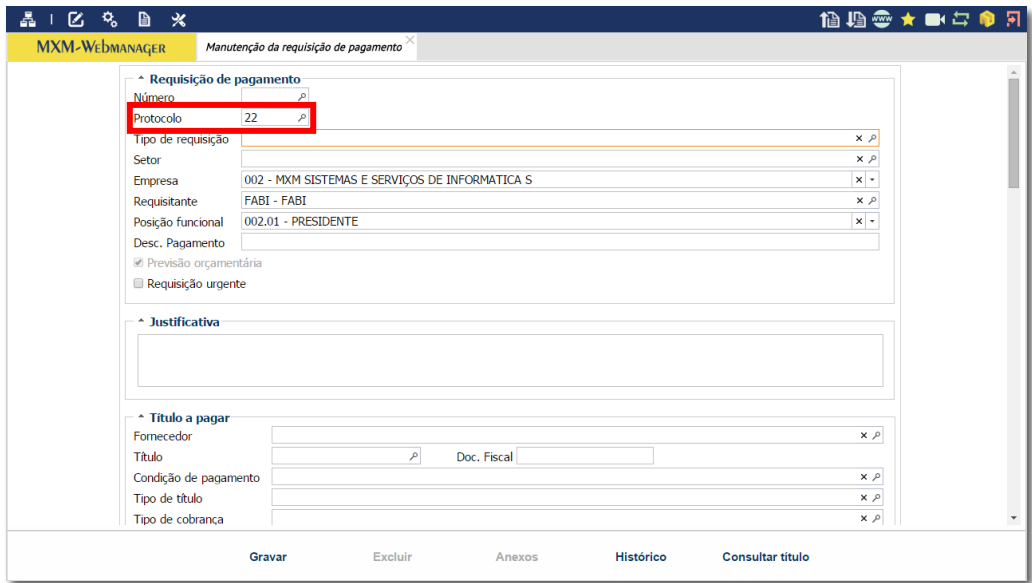 www
MXM-WEBMANAGER
Manutenção da requisição de pagamento
Requisição de pagamento
Número
Protocolo 22
Tipo de requisição
Setor
Empresa 002 - MXM SISTEMAS E SERVIÇOS DE INFORMATICA S
Requisitante FABI - FABI
Posição funcional 002.01 - PRESIDENTE
Desc. Pagamento
Previsão orçamentária
Requisição urgente
Justificativa
Título a pagar
Fornecedor
Título Doc. Fiscal
Condição de pagamento
Tipo de título
Tipo de cobrança
Gravar Excluir Anexos Histórico Consultar título